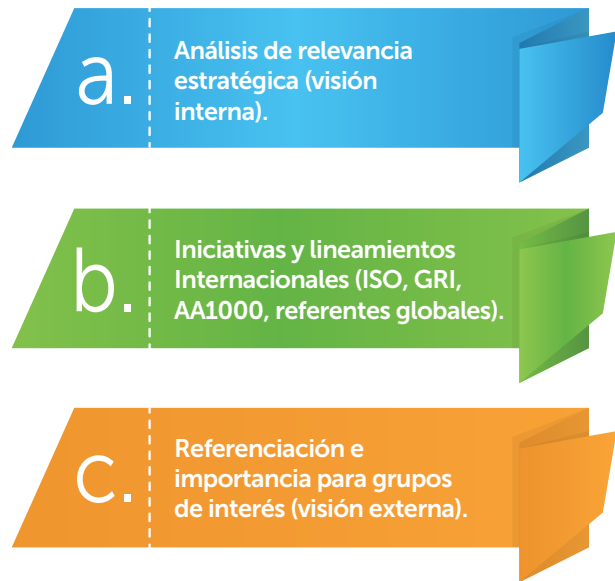 a.
Análisis de relevancia
estratégica (visión
interna).
b.
Iniciativas y lineamientos
Internacionales (ISO, GRI,
AA1000, referentes globales).
c.
Referenciación e
importancia para grupos
de interés (visión externa).